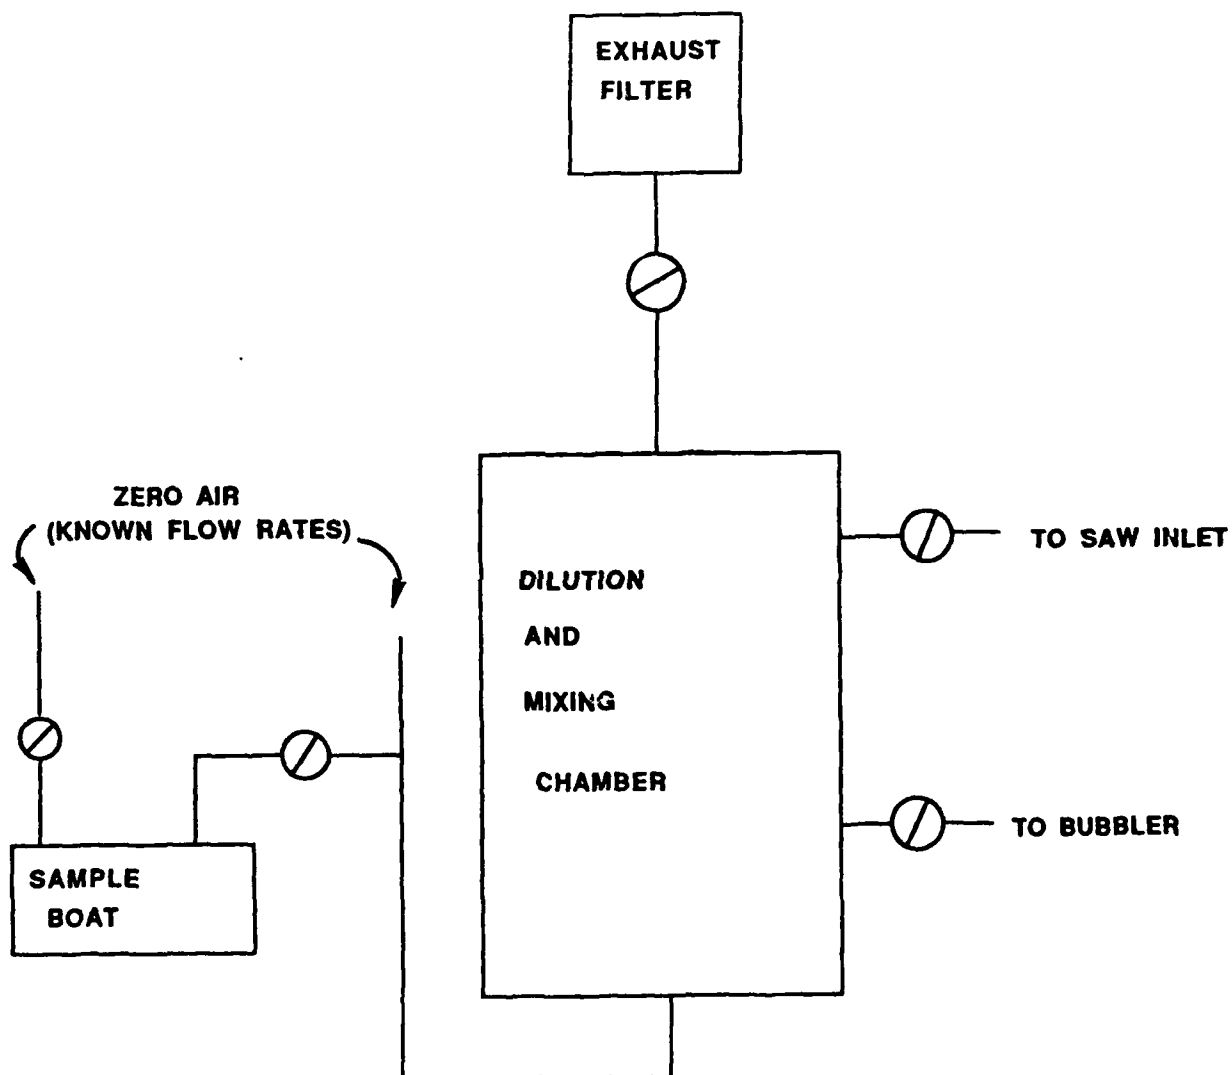 EXHAUST
FILTER
ZERO AIR
(KNOWN FLOW RATES)
TO SAW INLET
DILUTION
AND
MIXING
CHAMBER
TO BUBBLER
SAMPLE
BOAT